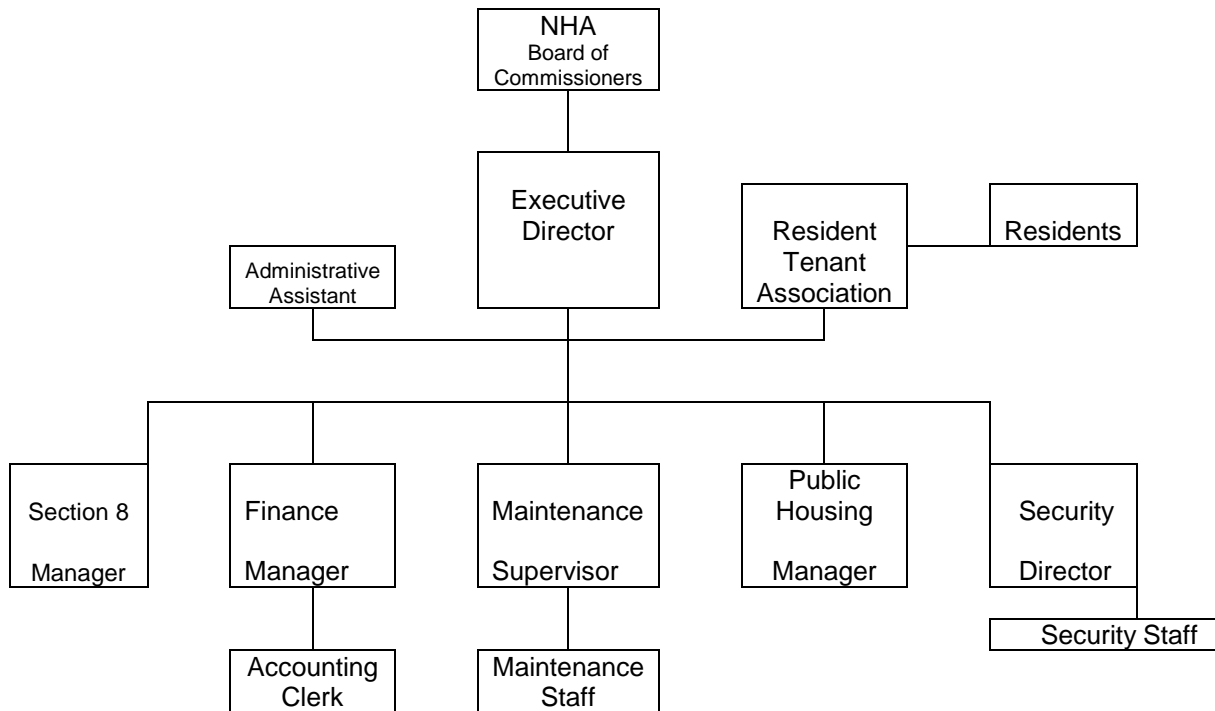 NHA
Board of
Commissioners
Executive
Director
Resident
Tenant
Association
Residents
Administrative
Assistant
Section 8
Manager
Finance
Manager
Maintenance
Supervisor
Public
Housing
Manager
Security
Director
Security Staff
Accounting
Clerk
Maintenance
Staff